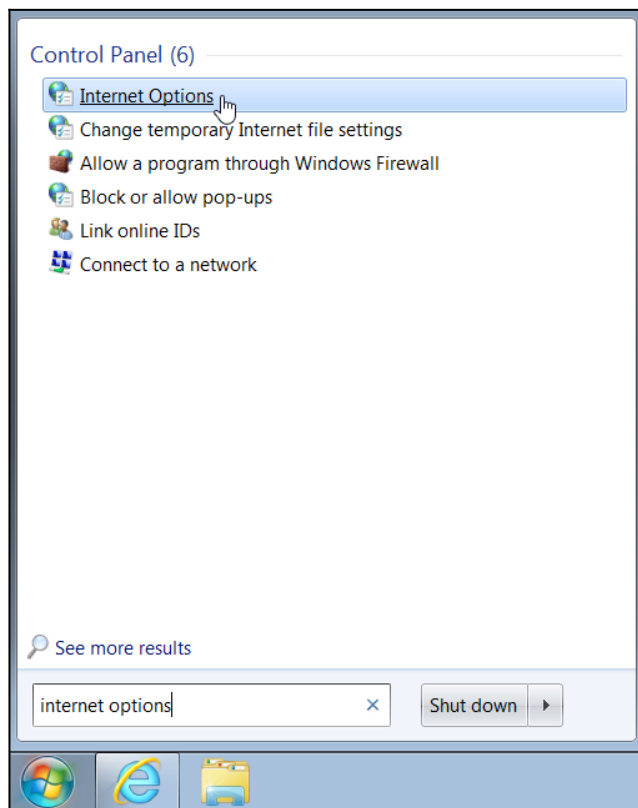 Control Panel (6)
Internet Options
Change temporary Internet file settings
Allow a program through Windows Firewall
Block or allow pop-ups
Link online IDs
Connect to a network
See more results
internet options
Shut down